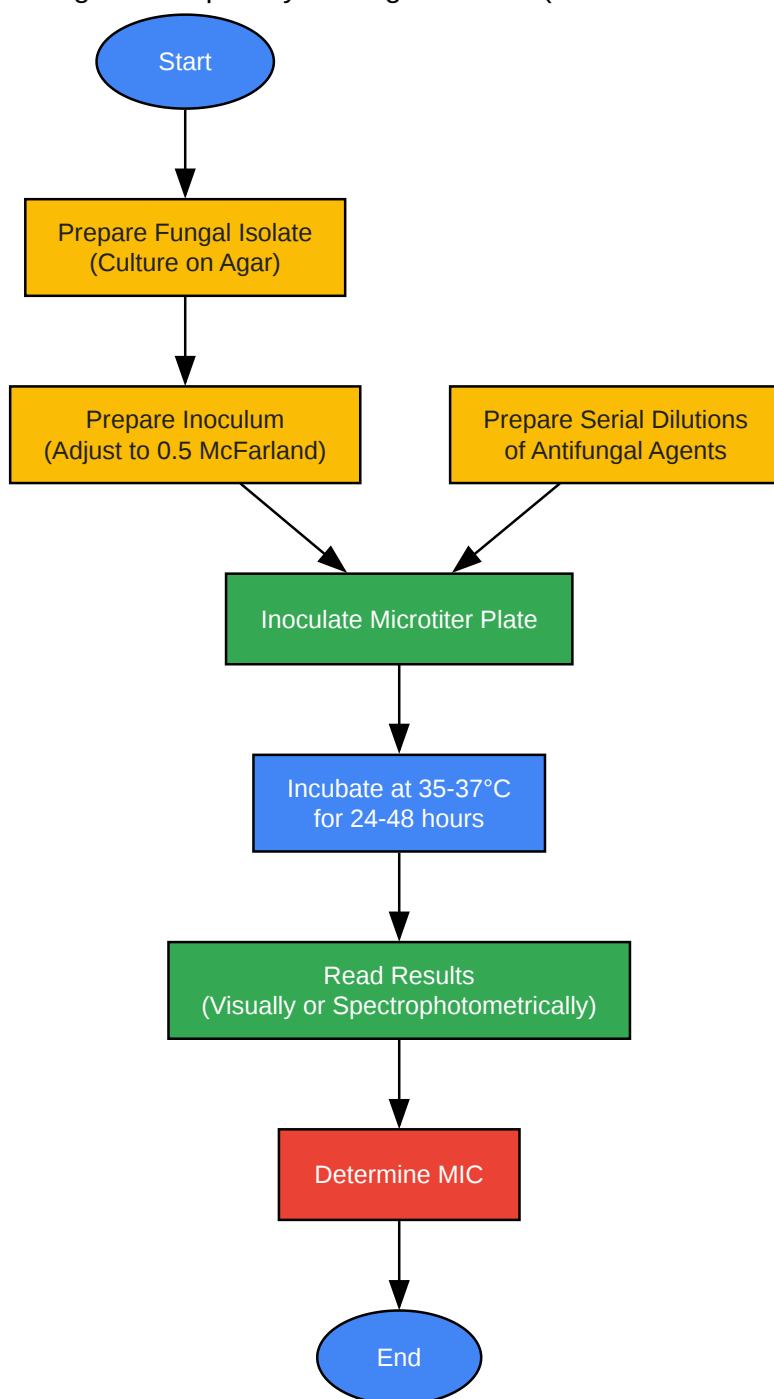 Start
Prepare Fungal Isolate
(Culture on Agar)
Prepare Inoculum
(Adjust to 0.5 McFarland)
Prepare Serial Dilutions
of Antifungal Agents
Inoculate Microtiter Plate
Incubate at 35-37°C
for 24-48 hours
Read Results
(Visually or Spectrophotometrically)
Determine MIC
End